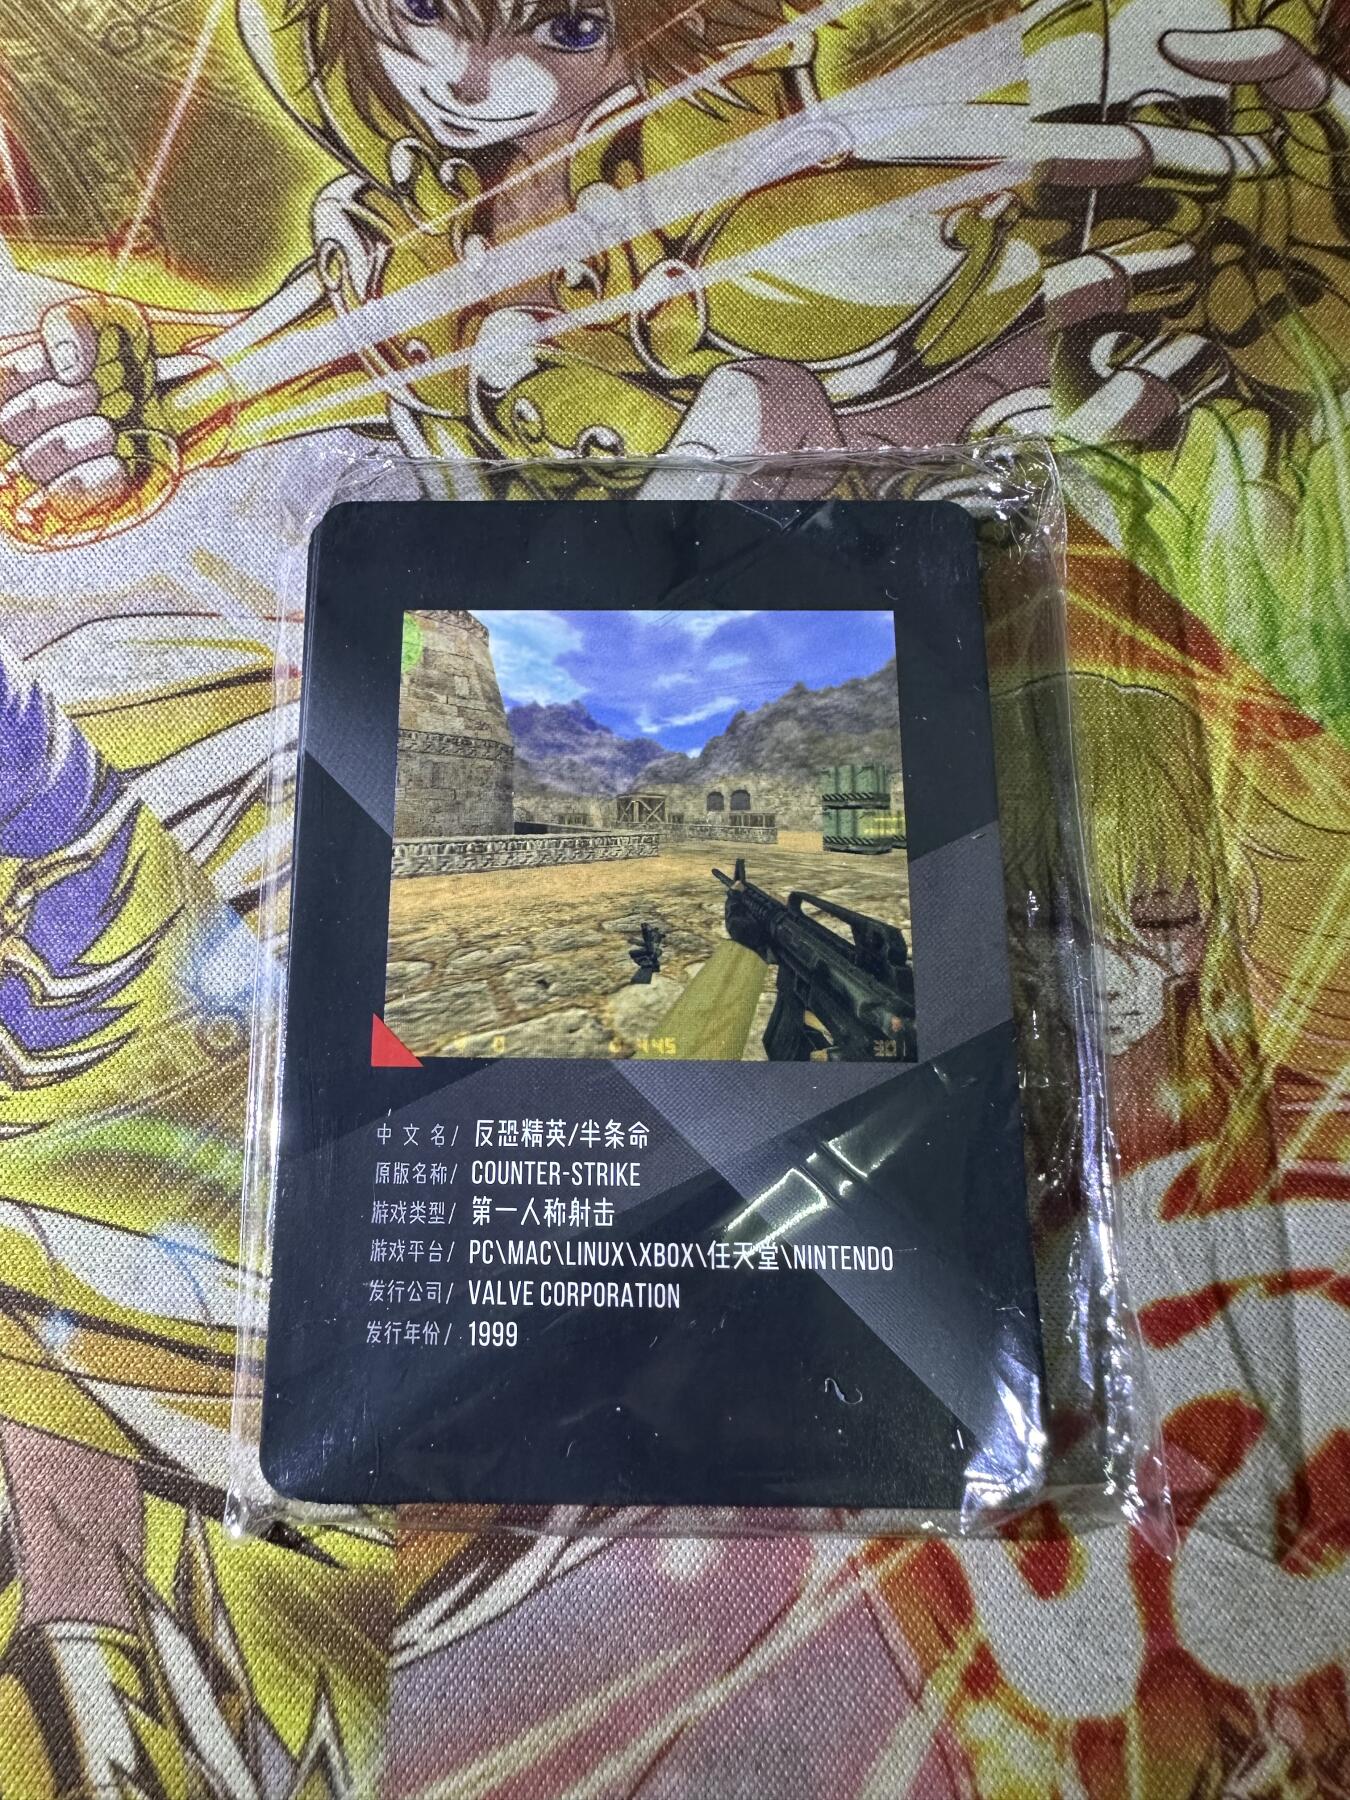 中文名/ 反恐精英/半条命
原版名称/ COUNTER-STRIKE
游戏类型/ 第一人称射击
游戏平台/ PC\MAC\LINUX\XBOX\任天堂\NINTENDO
发行公司/ VALVE CORPORATION
发行年份/ 1999